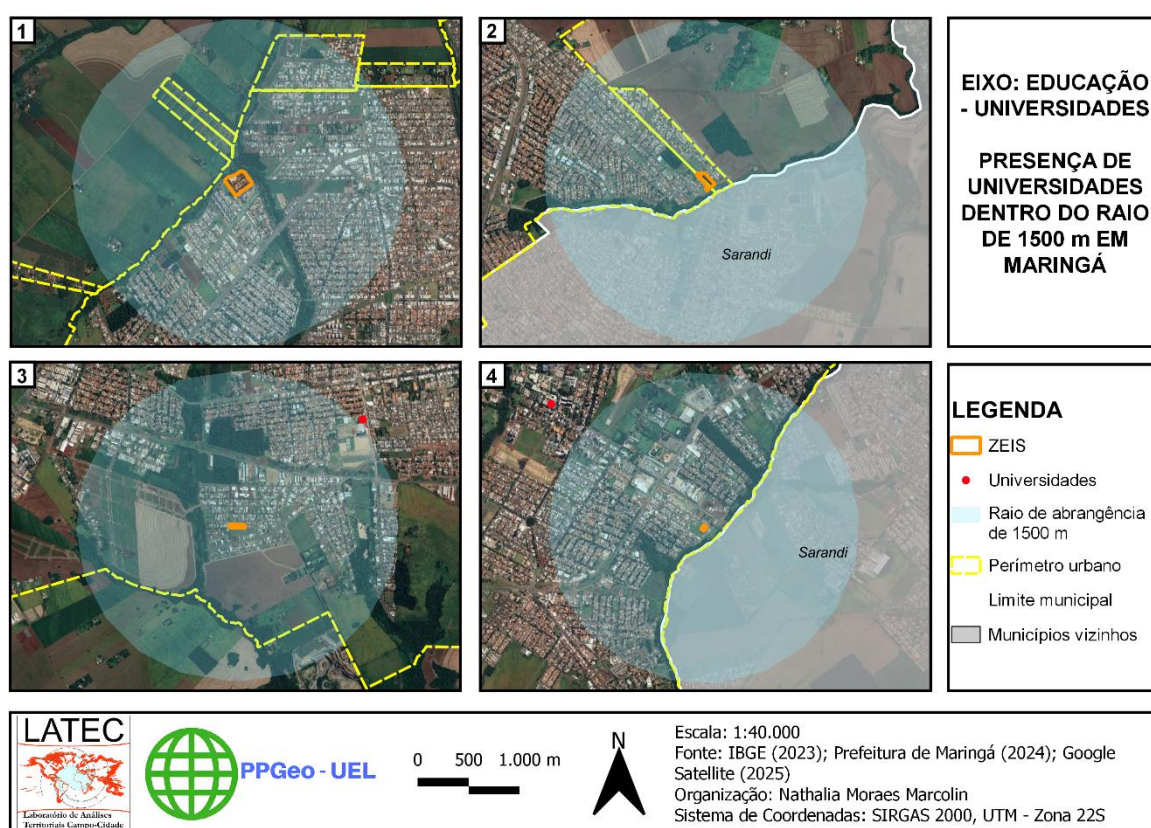 1
2
Sarandi
EIXO: EDUCAÇÃO
- UNIVERSIDADES
PRESENÇA DE
UNIVERSIDADES
DENTRO DO RAIO
DE 1500 m EM
MARINGÁ
3
4
Sarandi
LEGENDA
ZEIS
Universidades
Raio de abrangência
de 1500 m
Perímetro urbano
Limite municipal
Municípios vizinhos
LATEC
Laboratório de Análises
Territoriais Campo-Cidade
PPGeo - UEL
0 500 1.000 m
N
Escala: 1:40.000
Fonte: IBGE (2023); Prefeitura de Maringá (2024); Google
Satellite (2025)
Organização: Nathalia Moraes Marcolin
Sistema de Coordenadas: SIRGAS 2000, UTM - Zona 22S